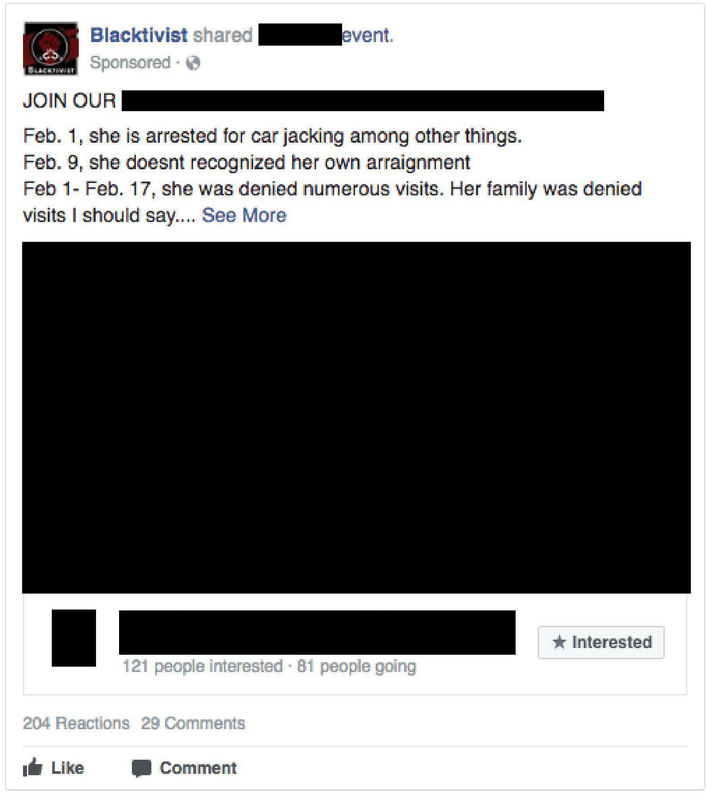 Blacktivist shared event.
Sponsored ·
BLACKTIVIST
JOIN OUR
Feb. 1, she is arrested for car jacking among other things.
Feb. 9, she doesnt recognized her own arraignment
Feb 1- Feb. 17, she was denied numerous visits. Her family was denied
visits I should say.... See More
121 people interested · 81 people going
★ Interested
204 Reactions 29 Comments
Like Comment